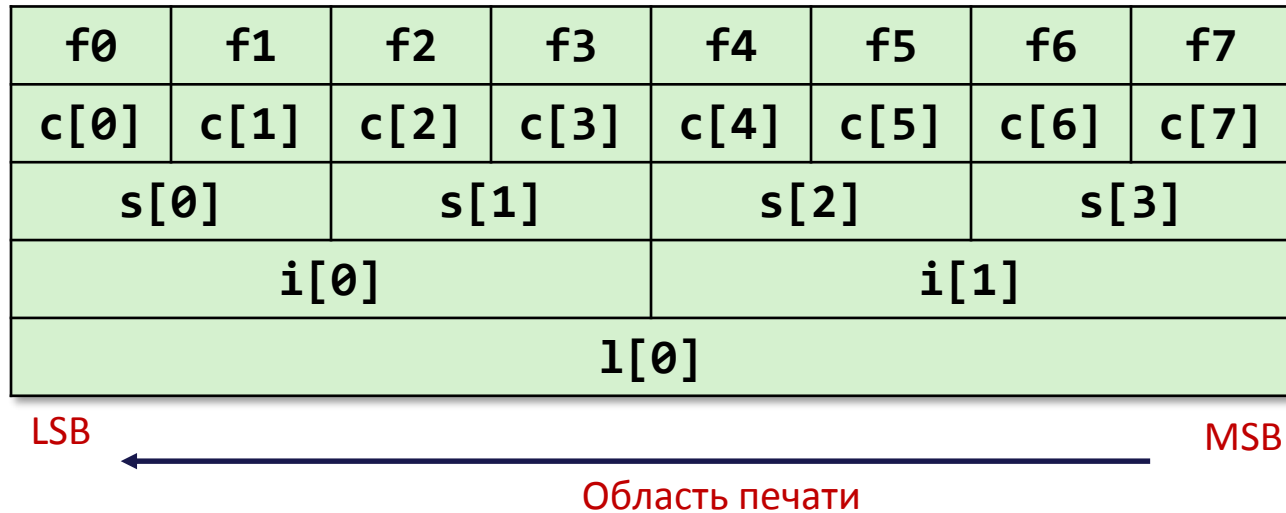 f0 f1 f2 f3 f4 f5 f6 f7
c[0] c[1] c[2] c[3] c[4] c[5] c[6] c[7]
s[0] s[1] s[2] s[3]
i[0] i[1]
l[0]
LSB MSB
Область печати